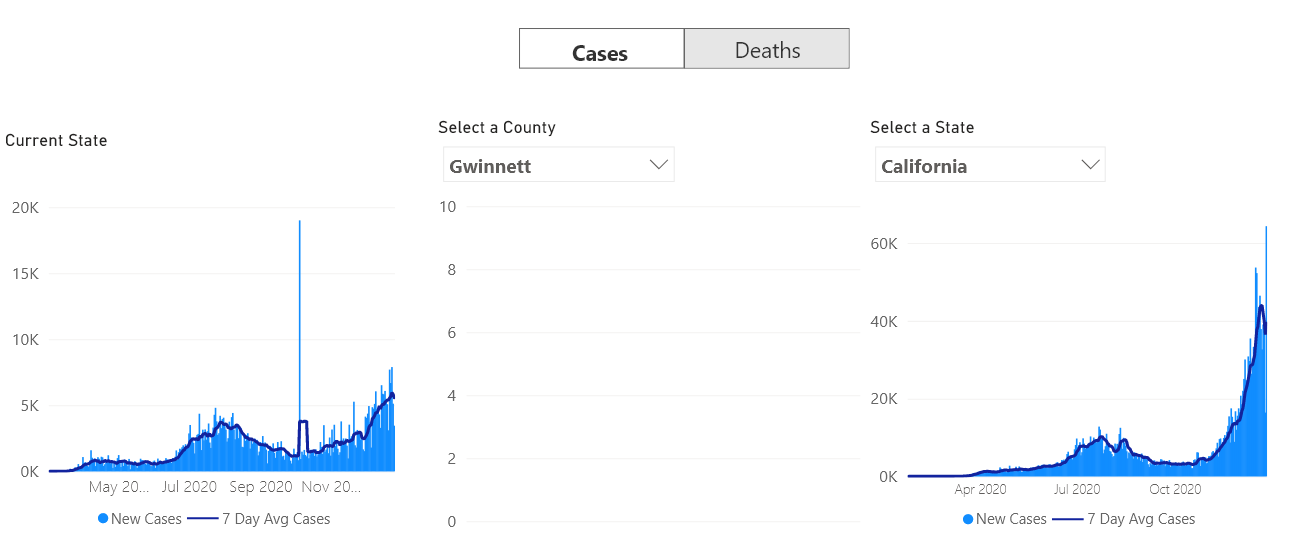 Cases
Deaths
Current State
20K
15K
10K
5K
0K
May 20...
Jul 2020
Sep 2020
Nov 20...
New Cases
7 Day Avg Cases
Select a County
Gwinnett
10
8
6
4
2
0
Select a State
California
60K
40K
20K
0K
Apr 2020
Jul 2020
Oct 2020
New Cases
7 Day Avg Cases